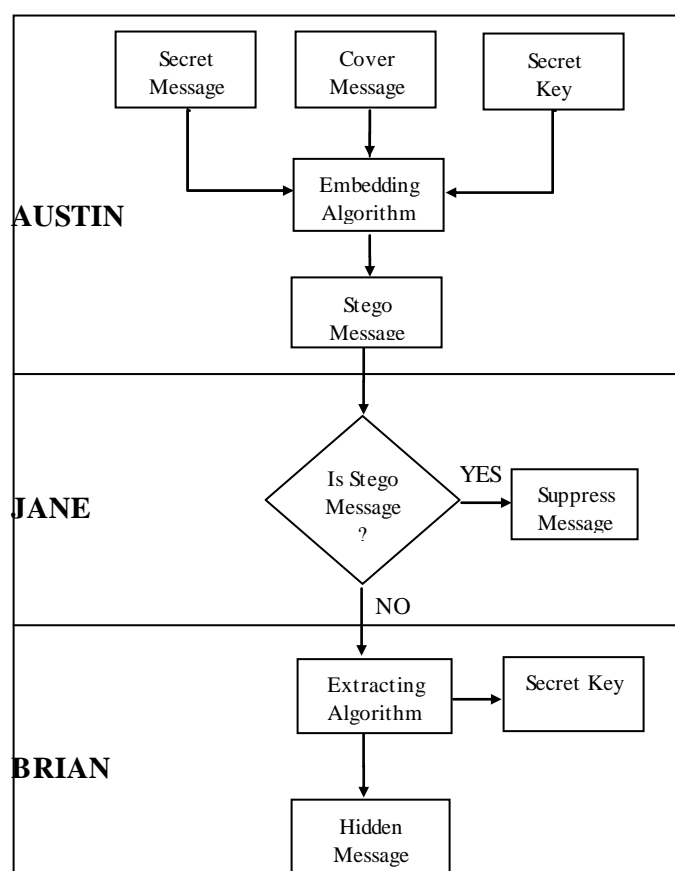 Secret
Message
Cover
Message
Secret
Key
Embedding
Algorithm
AUSTIN
Stego
Message
Is Stego
Message
?
YES
Suppress
Message
JANE
NO
Extracting
Algorithm
Secret Key
BRIAN
Hidden
Message